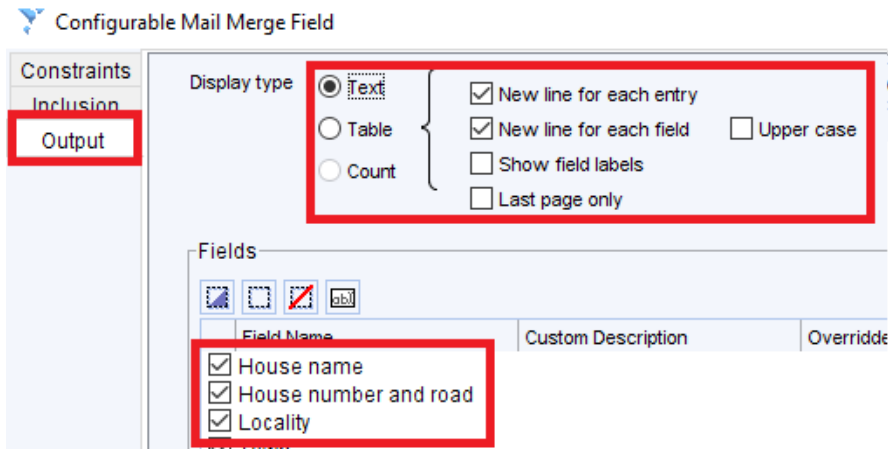 Configurable Mail Merge Field
Constraints
Inclusion
Output
Display type
Text
Table
Count
New line for each entry
New line for each field
Upper case
Show field labels
Last page only
Fields
ab
Field Name
Custom Description
Overridde
House name
House number and road
Locality